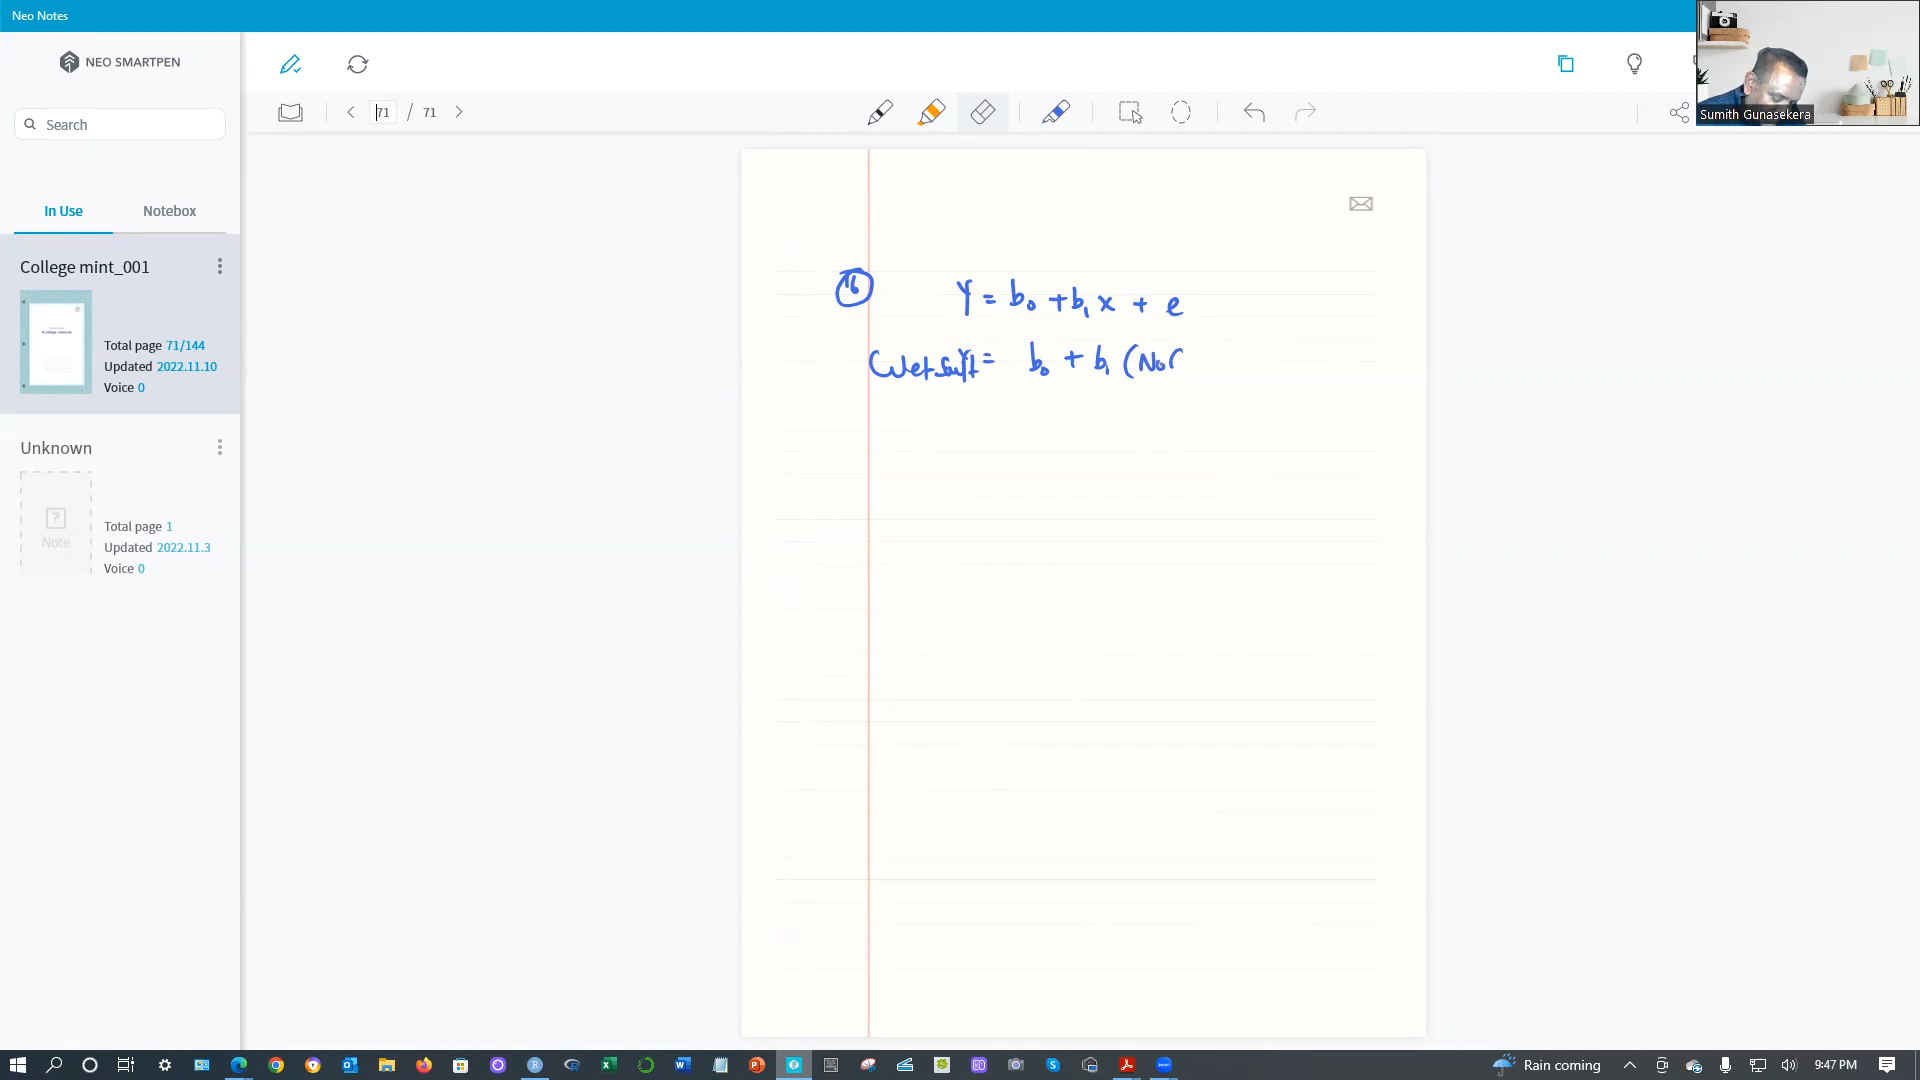 Neo Notes
NEO SMARTPEN
Search
In Use
Notebox
College mint_001
Total page 71/144
Updated 2022.11.10
Voice 0
Unknown
Note
Total page 1
Updated 2022.11.3
Voice 0
71 / 71
Sumith Gunasekera
16
Y = b₀ + b₁ x + e
Wetsuit = b₀ + b₁ (No
Rain coming
9:47 PM